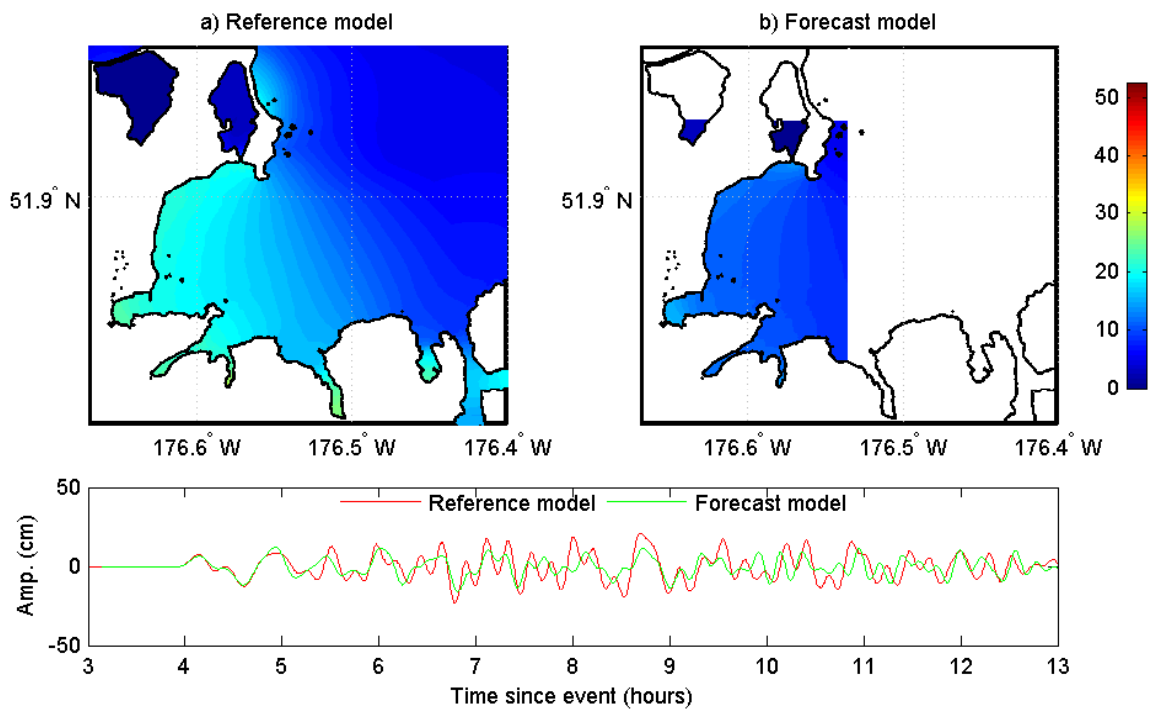 a) Reference model
b) Forecast model
51.9° N
176.6° W
176.5° W
176.4° W
51.9° N
176.6° W
176.5° W
176.4° W
50
40
30
20
10
0
Reference model
Forecast model
Amp. (cm)
50
0
-50
3 4 5 6 7 8 9 10 11 12 13
Time since event (hours)